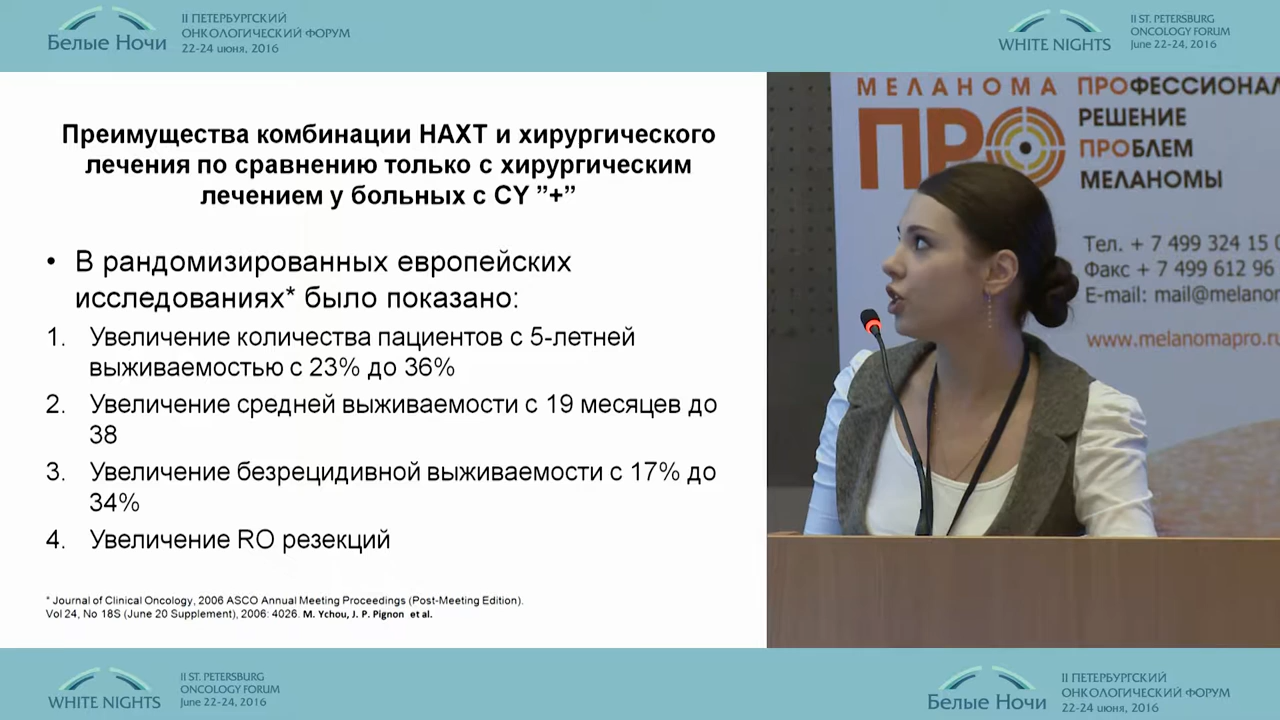 Белые Ночи
II ПЕТЕРБУРГСКИЙ
ОНКОЛОГИЧЕСКИЙ ФОРУМ
22-24 июня, 2016
WHITE NIGHTS
II ST. PETERSBURG
ONCOLOGY FORUM
June 22-24, 2016
Преимущества комбинации НАХТ и хирургического
лечения по сравнению только с хирургическим
лечением у больных с CY ”+”
• В рандомизированных европейских
исследованиях* было показано:
1. Увеличение количества пациентов с 5-летней
выживаемостью с 23% до 36%
2. Увеличение средней выживаемости с 19 месяцев до
38
3. Увеличение безрецидивной выживаемости с 17% до
34%
4. Увеличение RO резекций
* Journal of Clinical Oncology, 2006 ASCO Annual Meeting Proceedings (Post-Meeting Edition).
Vol 24, No 18S (June 20 Supplement), 2006: 4026. M. Ychou, J. P. Pignon et al.
МЕЛАНОМА
ПРО
ПРОФЕССИОНАЛ
РЕШЕНИЕ
ПРОБЛЕМ
МЕЛАНОМЫ
Тел. + 7 499 324 15 0
Факс + 7 499 612 96
E-mail: mail@melanom
www.melanomapro.ru
WHITE NIGHTS
II ST. PETERSBURG
ONCOLOGY FORUM
June 22-24, 2016
Белые Ночи
II ПЕТЕРБУРГСКИЙ
ОНКОЛОГИЧЕСКИЙ ФОРУМ
22-24 июня, 2016